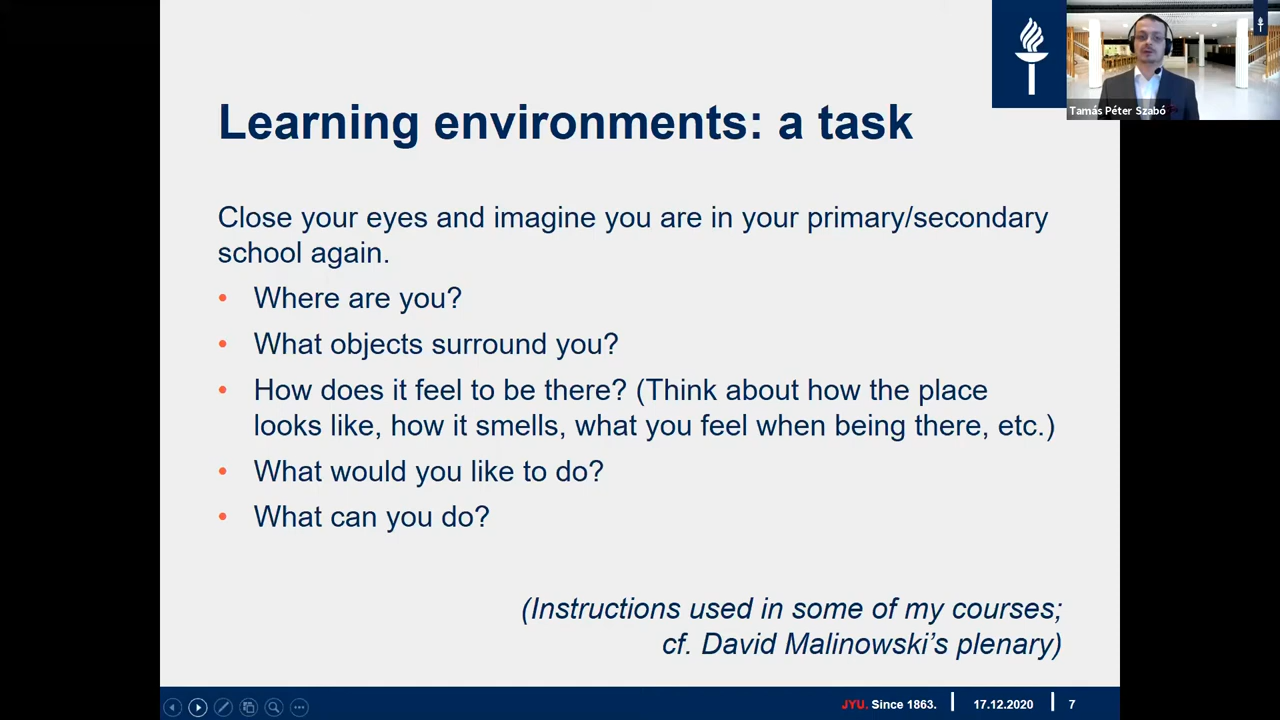 Tamás Péter Szabó
Learning environments: a task
Close your eyes and imagine you are in your primary/secondary
school again.
• Where are you?
• What objects surround you?
• How does it feel to be there? (Think about how the place
looks like, how it smells, what you feel when being there, etc.)
• What would you like to do?
• What can you do?
(Instructions used in some of my courses;
cf. David Malinowski’s plenary)
JYU. Since 1863. 17.12.2020 7